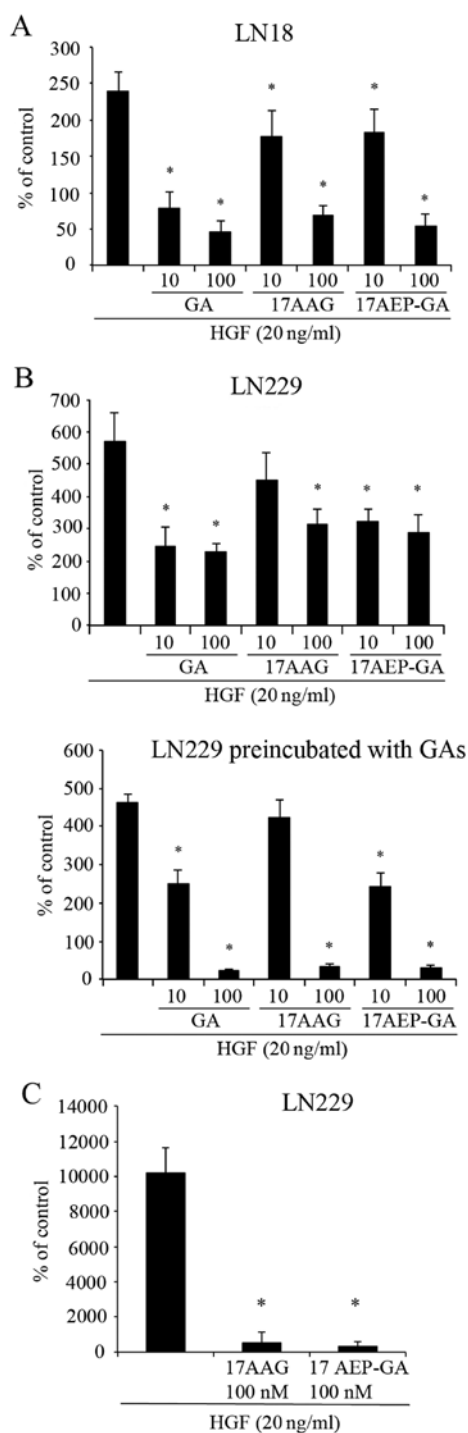 A
LN18
% of control
300
250
200
150
100
50
0
* * * * * *
10 100 10 100 10 100
GA 17AAG 17AEP-GA
HGF (20 ng/ml)
B
LN229
% of control
700
600
500
400
300
200
100
0
* * * * *
10 100 10 100 10 100
GA 17AAG 17AEP-GA
HGF (20 ng/ml)
LN229 preincubated with GAs
% of control
600
500
400
300
200
100
0
* * * * *
10 100 10 100 10 100
GA 17AAG 17AEP-GA
HGF (20 ng/ml)
C
LN229
% of control
14000
12000
10000
8000
6000
4000
2000
0
* *
17AAG 17 AEP-GA
100 nM 100 nM
HGF (20 ng/ml)